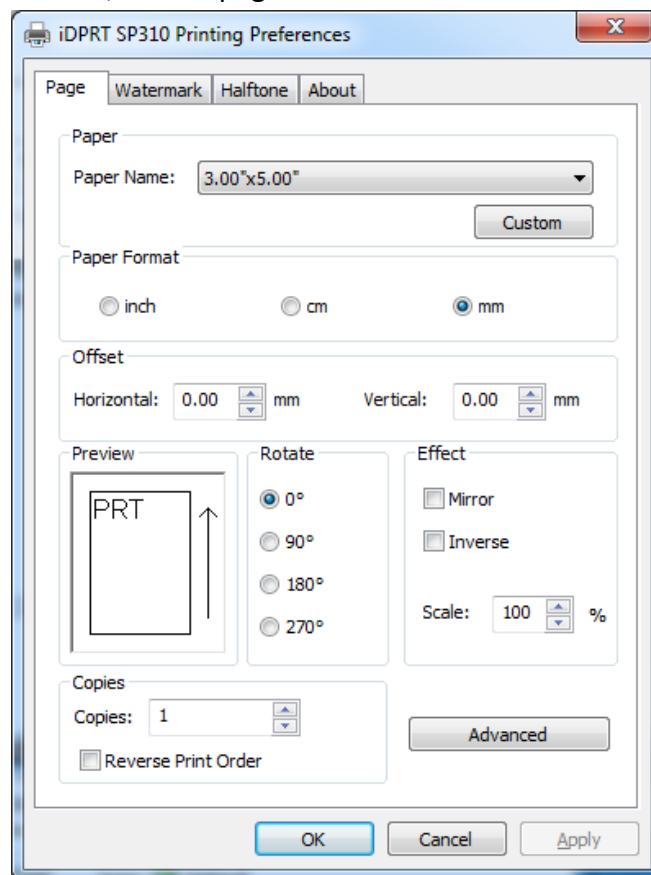 iDPRT SP310 Printing Preferences
Page Watermark Halftone About
Paper
Paper Name: 3.00"x5.00"
Custom
Paper Format
inch cm mm
Offset
Horizontal: 0.00 mm Vertical: 0.00 mm
Preview Rotate Effect
PRT 0° Mirror
90° Inverse
180°
Scale: 100 %
270°
Copies
Copies: 1
Advanced
Reverse Print Order
OK Cancel Apply